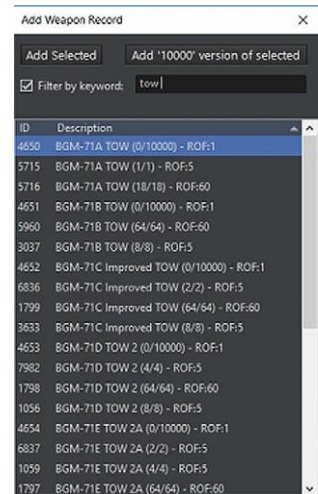 Add Weapon Record
Add Selected Add '10000' version of selected
Filter by keyword: tow
ID Description
4650 BGM-71A TOW (0/10000) - ROF:1
5715 BGM-71A TOW (1/1) - ROF:5
5716 BGM-71A TOW (18/18) - ROF:60
4651 BGM-71B TOW (0/10000) - ROF:1
5960 BGM-71B TOW (64/64) - ROF:60
3037 BGM-71B TOW (8/8) - ROF:5
4652 BGM-71C Improved TOW (0/10000) - ROF:1
6836 BGM-71C Improved TOW (2/2) - ROF:5
1799 BGM-71C Improved TOW (64/64) - ROF:60
3633 BGM-71C Improved TOW (8/8) - ROF:5
4653 BGM-71D TOW 2 (0/10000) - ROF:1
7982 BGM-71D TOW 2 (4/4) - ROF:5
1798 BGM-71D TOW 2 (64/64) - ROF:60
1056 BGM-71D TOW 2 (8/8) - ROF:5
4654 BGM-71E TOW 2A (0/10000) - ROF:1
6837 BGM-71E TOW 2A (2/2) - ROF:5
1059 BGM-71E TOW 2A (4/4) - ROF:5
1797 BGM-71E TOW 2A (64/64) - ROF:60